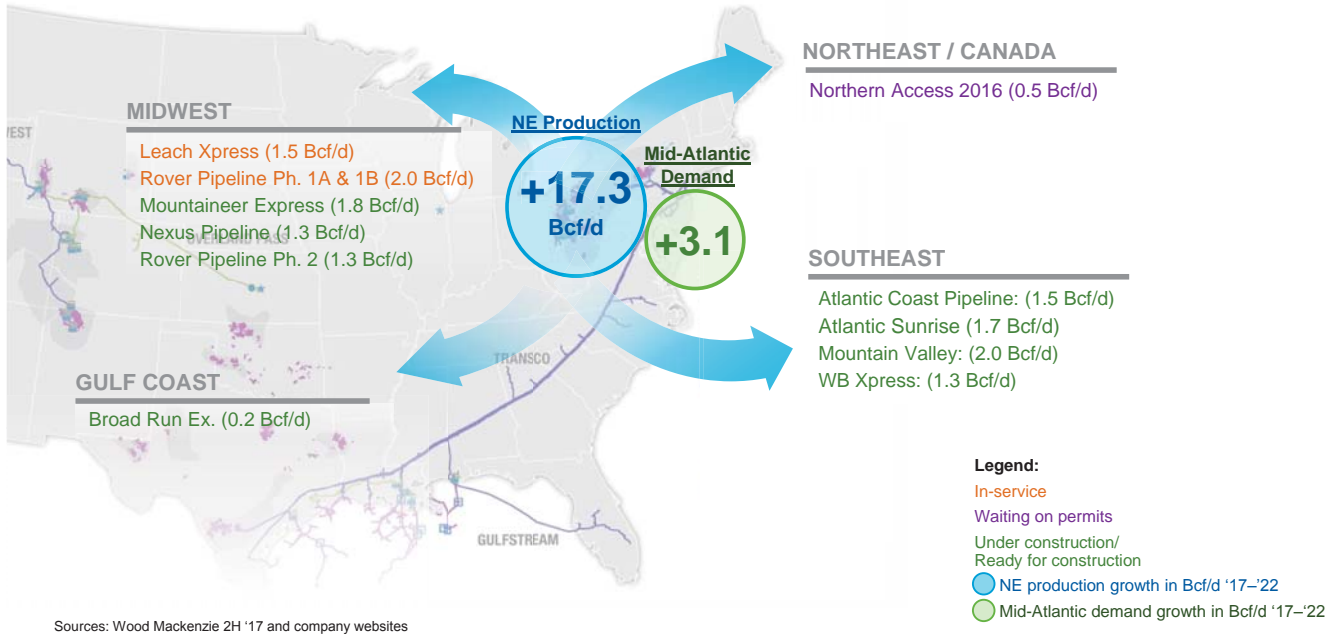 NORTHEAST / CANADA
Northern Access 2016 (0.5 Bcf/d)
MIDWEST
Leach Xpress (1.5 Bcf/d)
Rover Pipeline Ph. 1A & 1B (2.0 Bcf/d)
Mountaineer Express (1.8 Bcf/d)
Nexus Pipeline (1.3 Bcf/d)
Rover Pipeline Ph. 2 (1.3 Bcf/d)
OVERLAND PASS
NE Production
+17.3
Bcf/d
Mid-Atlantic
Demand
+3.1
SOUTHEAST
Atlantic Coast Pipeline: (1.5 Bcf/d)
Atlantic Sunrise (1.7 Bcf/d)
Mountain Valley: (2.0 Bcf/d)
WB Xpress: (1.3 Bcf/d)
TRANSCO
GULF COAST
Broad Run Ex. (0.2 Bcf/d)
GULFSTREAM
Legend:
In-service
Waiting on permits
Under construction/
Ready for construction
NE production growth in Bcf/d ‘17–’22
Mid-Atlantic demand growth in Bcf/d ‘17–‘22
Sources: Wood Mackenzie 2H ‘17 and company websites